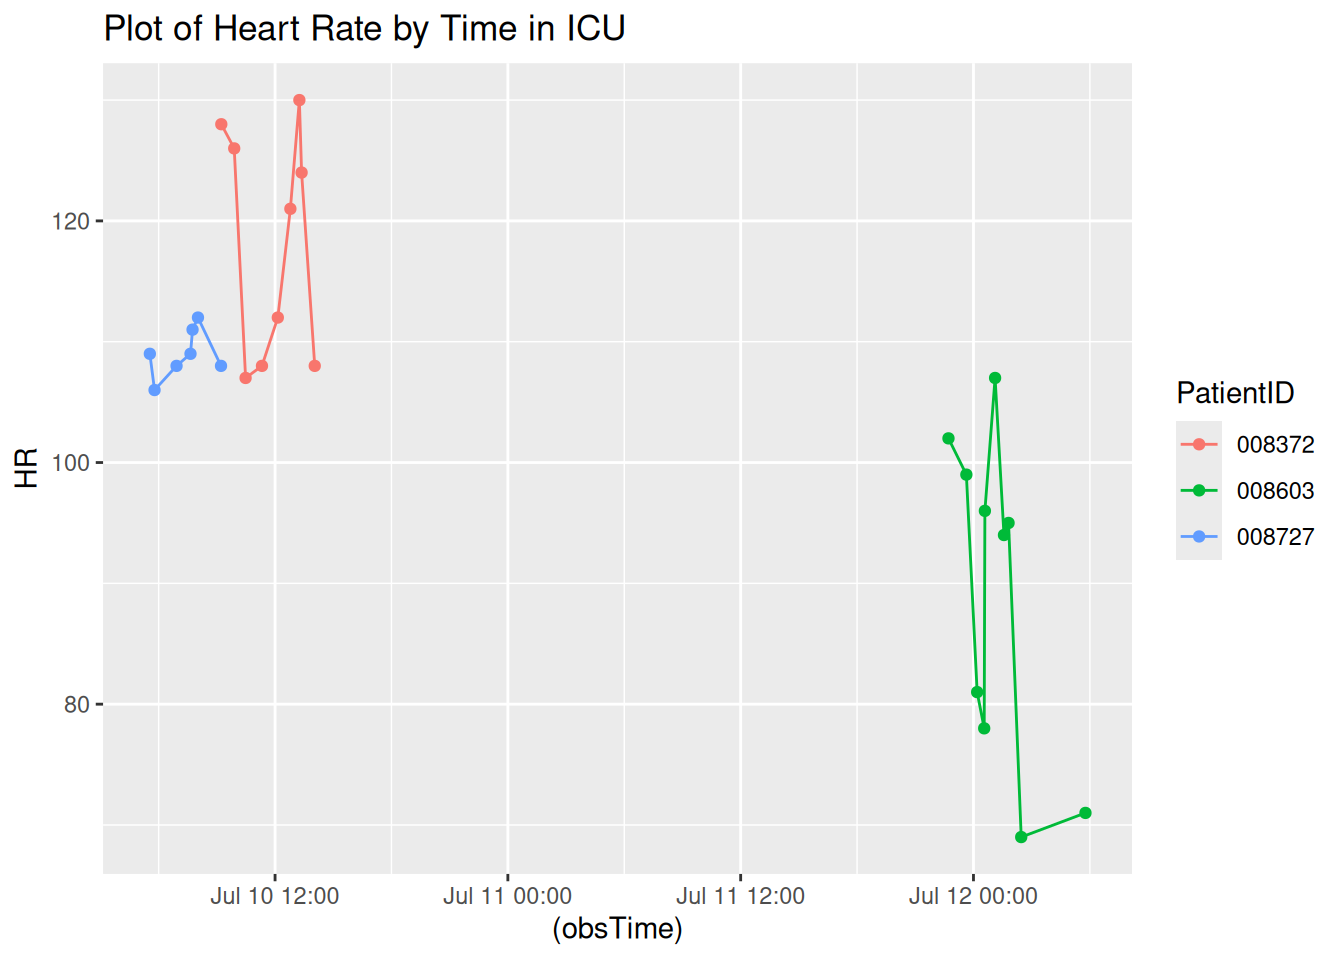 Plot of Heart Rate by Time in ICU
120
100
80
HR
Jul 10 12:00
Jul 11 00:00
Jul 11 12:00
Jul 12 00:00
(obsTime)
PatientID
008372
008603
008727